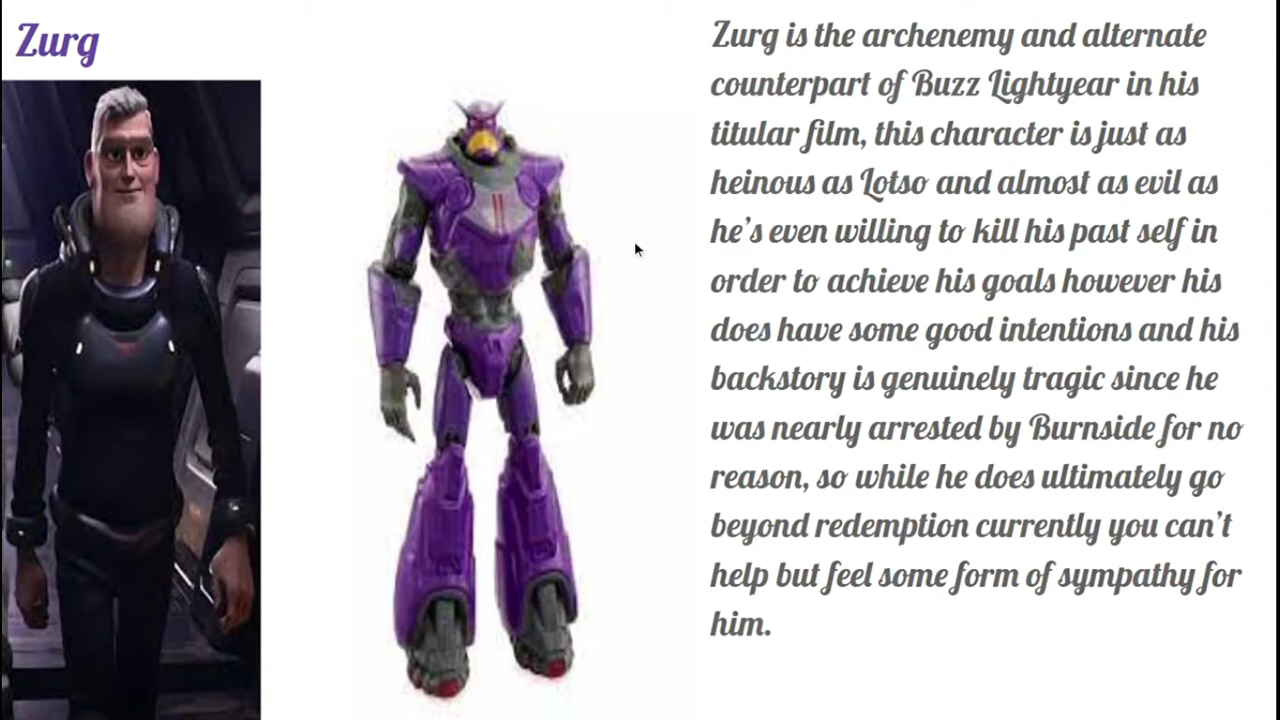 Zurg
Zurg is the archenemy and alternate
counterpart of Buzz Lightyear in his
titular film, this character is just as
heinous as Lotso and almost as evil as
he's even willing to kill his past self in
order to achieve his goals however his
does have some good intentions and his
backstory is genuinely tragic since he
was nearly arrested by Burnside for no
reason, so while he does ultimately go
beyond redemption currently you can't
help but feel some form of sympathy for
him.